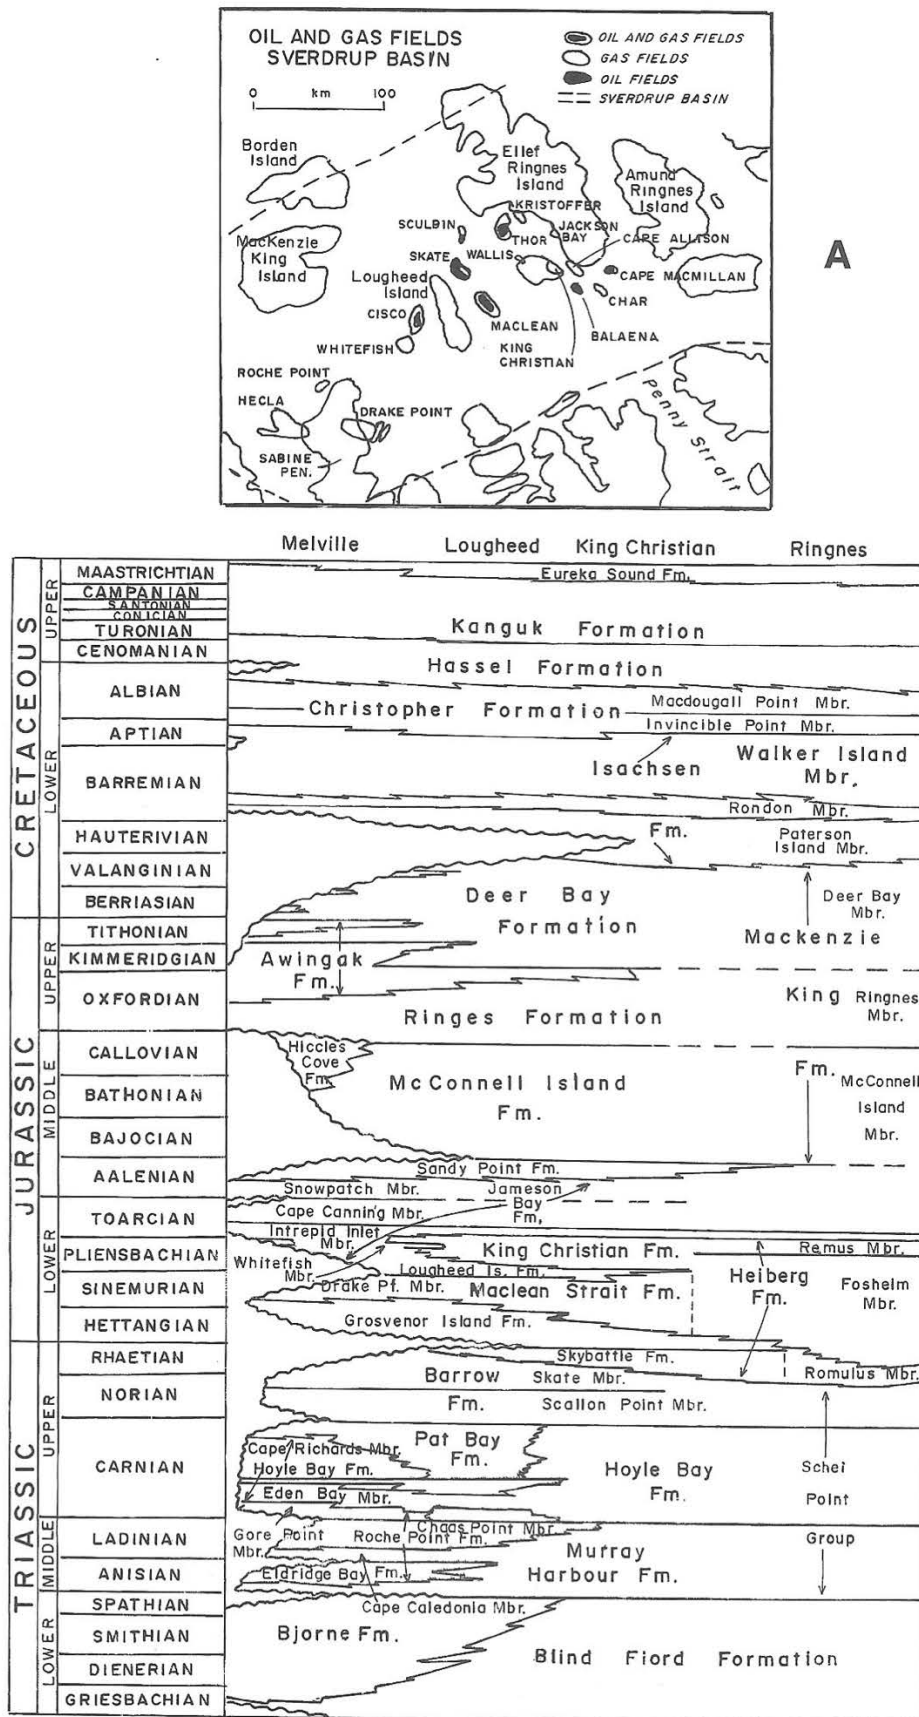 OIL AND GAS FIELDS
SVERDRUP BASIN
0 km 100
OIL AND GAS FIELDS
GAS FIELDS
OIL FIELDS
SVERDRUP BASIN
Borden
Island
Ellef
Ringnes
Island
Amund
Ringnes
Island
MacKenzie
King
Island
KRISTOFFER
SCULPIN
THOR
JACKSON
BAY
CAPE ALLISON
SKATE
WALLIS
Lougheed
Island
CAPE MACMILLAN
CHAR
CISCO
MACLEAN
BALAENA
WHITEFISH
KING
CHRISTIAN
ROCHE POINT
HECLA
DRAKE POINT
SABINE
PEN.
Penny Strait
A
Melville Lougheed King Christian Ringnes
CRETACEOUS
UPPER
MAASTRICHTIAN
CAMPANIAN
SANTONIAN
CONICIAN
TURONIAN
CENOMANIAN
LOWER
ALBIAN
APTIAN
BARREMIAN
HAUTERIVIAN
VALANGINIAN
BERRIASIAN
JURASSIC
UPPER
TITHONIAN
KIMMERIDGIAN
OXFORDIAN
MIDDLE
CALLOVIAN
BATHONIAN
BAJOCIAN
AALENIAN
LOWER
TOARCIAN
PLIENSBACHIAN
SINEMURIAN
HETTANGIAN
TRIASSIC
UPPER
RHAETIAN
NORIAN
CARNIAN
MIDDLE
LADINIAN
ANISIAN
LOWER
SPATHIAN
SMITHIAN
DIENERIAN
GRIESBACHIAN
Eureka Sound Fm.
Kanguk Formation
Hassel Formation
Macdougall Point Mbr.
Christopher Formation
Invincible Point Mbr.
Isachsen
Walker Island
Mbr.
Rondon Mbr.
Fm.
Paterson
Island Mbr.
Deer Bay
Formation
Deer Bay
Mbr.
Mackenzie
Awingak
Fm.
King
Ringnes
Mbr.
Ringes Formation
Hiccles
Cove
Fm.
McConnell Island
Fm.
Fm.
McConnell
Island
Mbr.
Sandy Point Fm.
Snowpatch Mbr.
Jameson
Bay
Fm.
Cape Canning Mbr.
Intrepid Inlet
Mbr.
King Christian Fm.
Remus Mbr.
Whitefish
Mbr.
Lougheed Is. Fm.
Heiberg
Fm.
Fosheim
Mbr.
Drake Pt. Mbr.
Maclean Strait Fm.
Grosvenor Island Fm.
Skybattle Fm.
Barrow
Fm.
Skate Mbr.
Romulus Mbr.
Scallon Point Mbr.
Pat Bay
Fm.
Cape Richards Mbr.
Hoyle Bay Fm.
Hoyle Bay
Fm.
Schei
Point
Group
Eden Bay Mbr.
Chaas Point Mbr.
Gore Point
Mbr.
Roche Point Fm.
Murray
Harbour Fm.
Eldridge Bay Fm.
Cape Caledonia Mbr.
Bjorne Fm.
Blind Fiord Formation